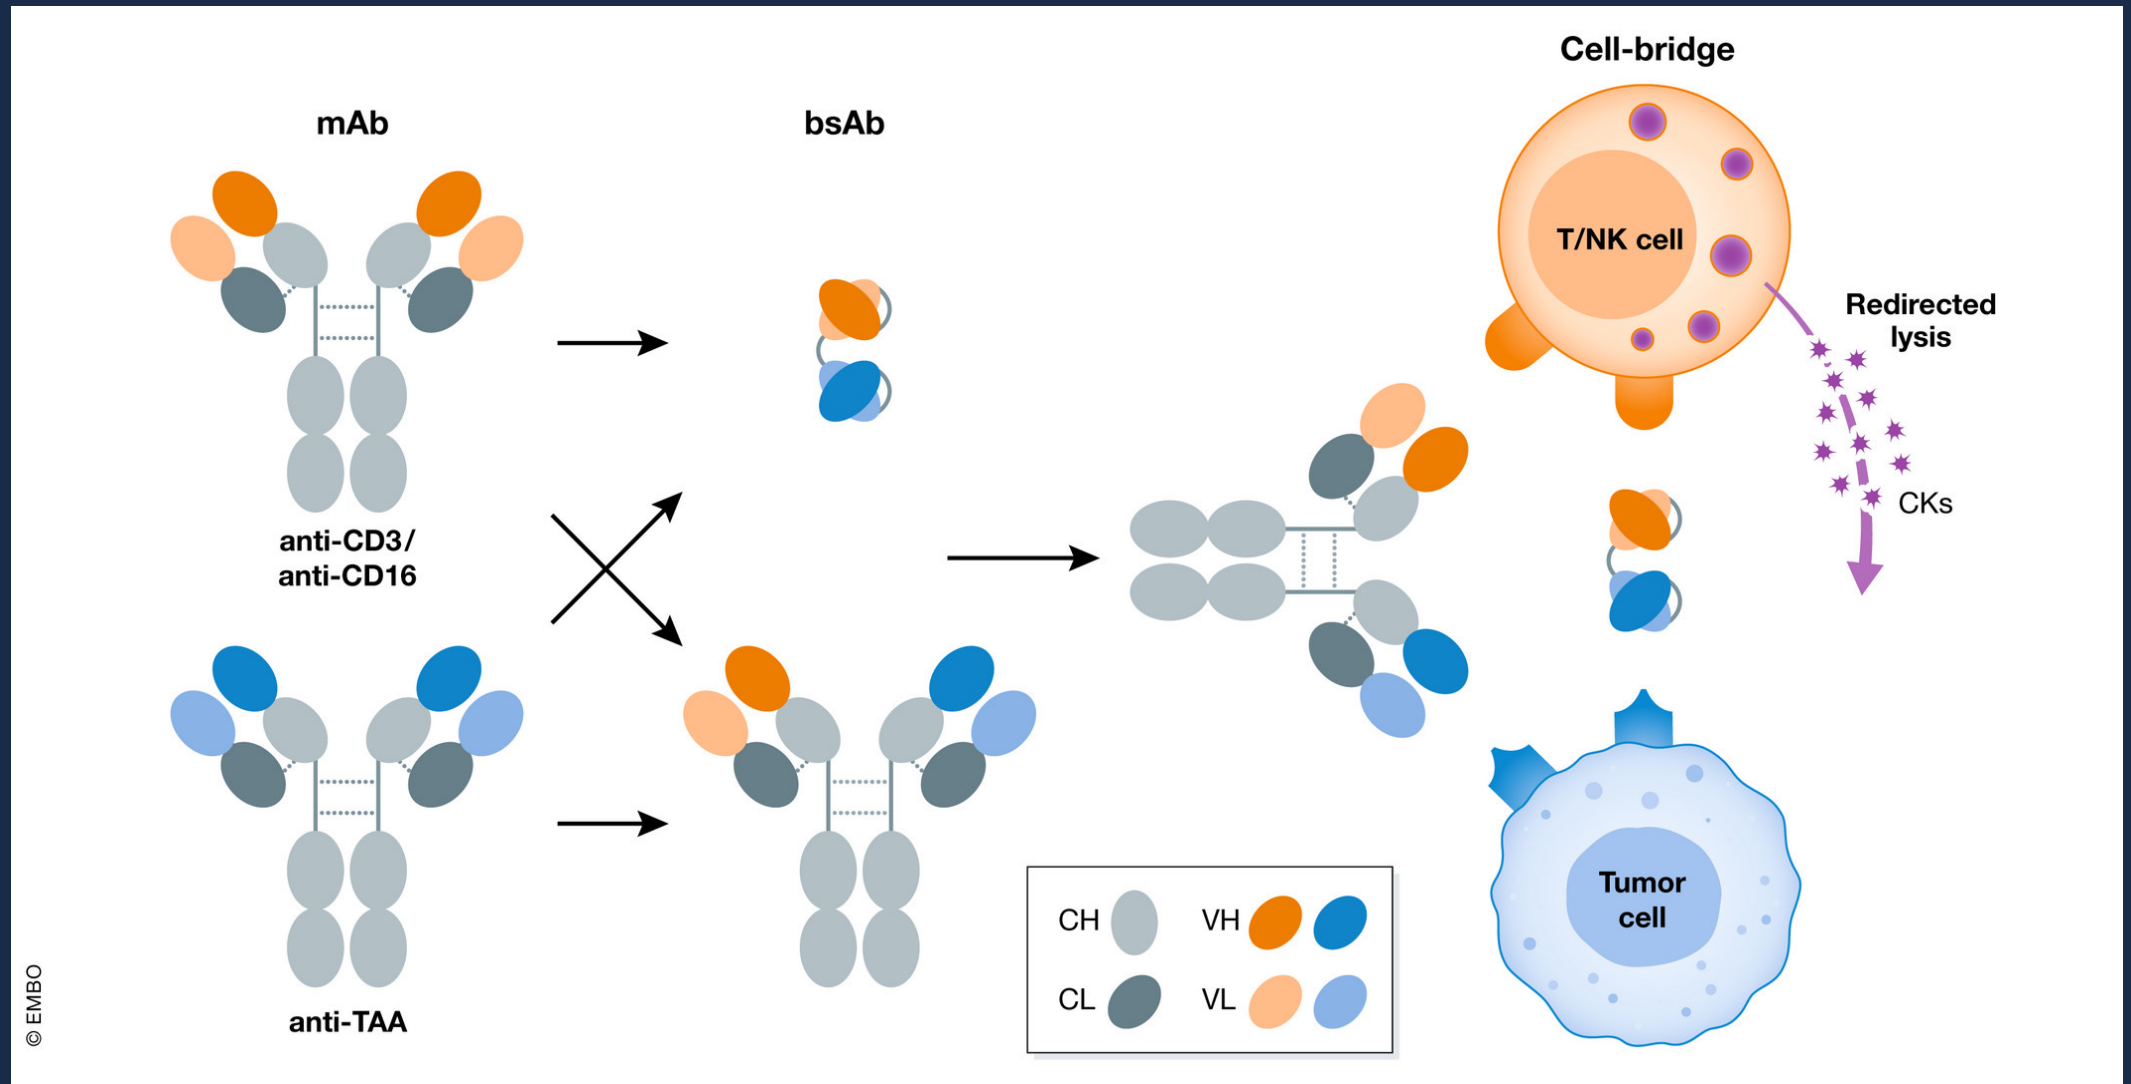 Cell-bridge
mAb
bsAb
T/NK cell
Redirected
lysis
CKs
anti-CD3/
anti-CD16
CH
VH
CL
VL
Tumor
cell
anti-TAA
© EMBO